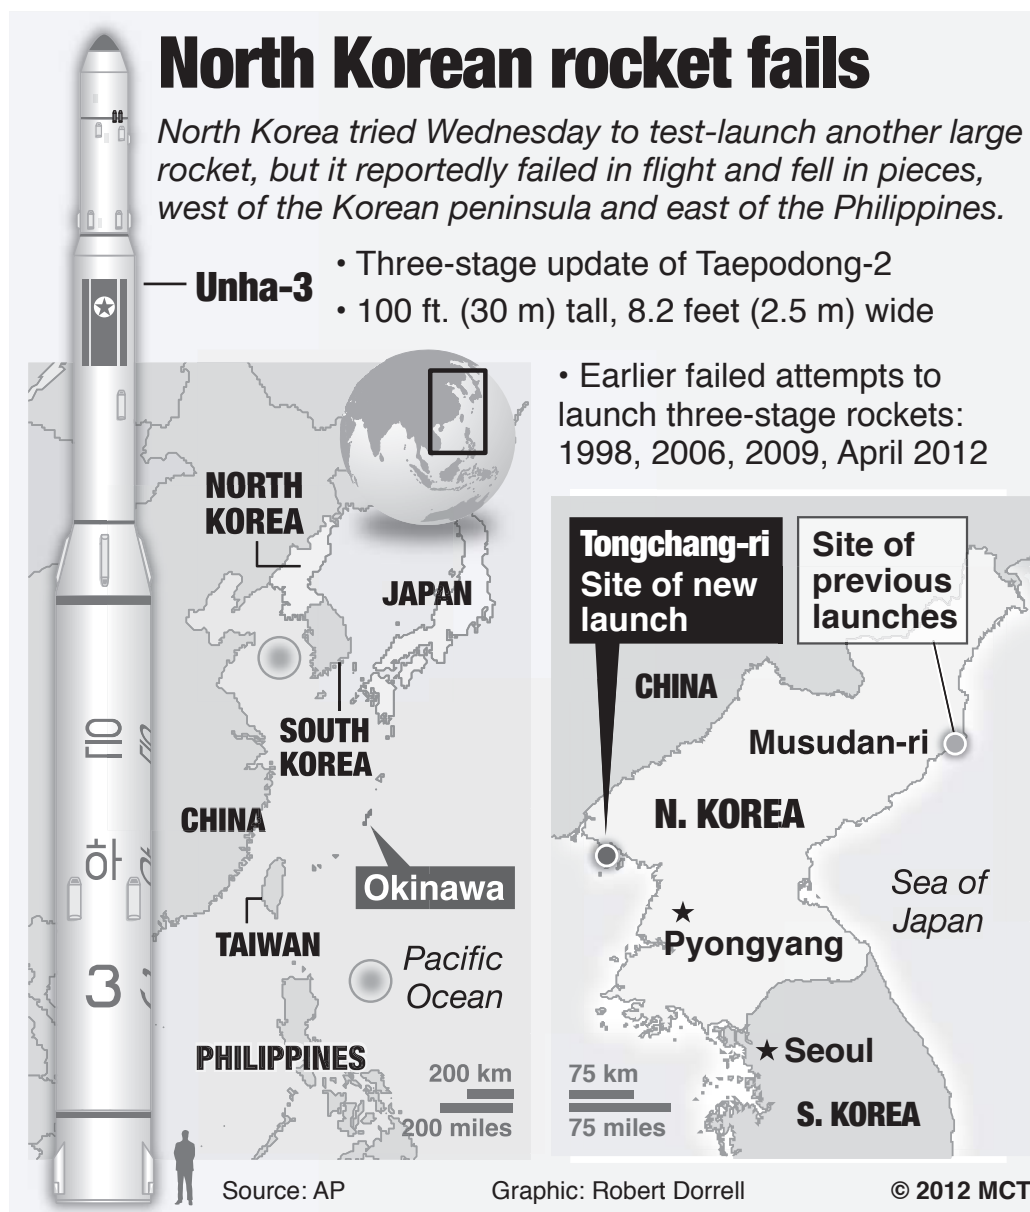 North Korean rocket fails
North Korea tried Wednesday to test-launch another large
rocket, but it reportedly failed in flight and fell in pieces,
west of the Korean peninsula and east of the Philippines.
Unha-3
• Three-stage update of Taepodong-2
• 100 ft. (30 m) tall, 8.2 feet (2.5 m) wide
• Earlier failed attempts to
launch three-stage rockets:
1998, 2006, 2009, April 2012
NORTH
KOREA
JAPAN
SOUTH
KOREA
CHINA
Okinawa
TAIWAN
Pacific
Ocean
PHILIPPINES
200 km
200 miles
은
하
3
Tongchang-ri
Site of new
launch
Site of
previous
launches
CHINA
Musudan-ri
N. KOREA
Sea of
Japan
Pyongyang
Seoul
S. KOREA
75 km
75 miles
Source: AP
Graphic: Robert Dorrell
© 2012 MCT